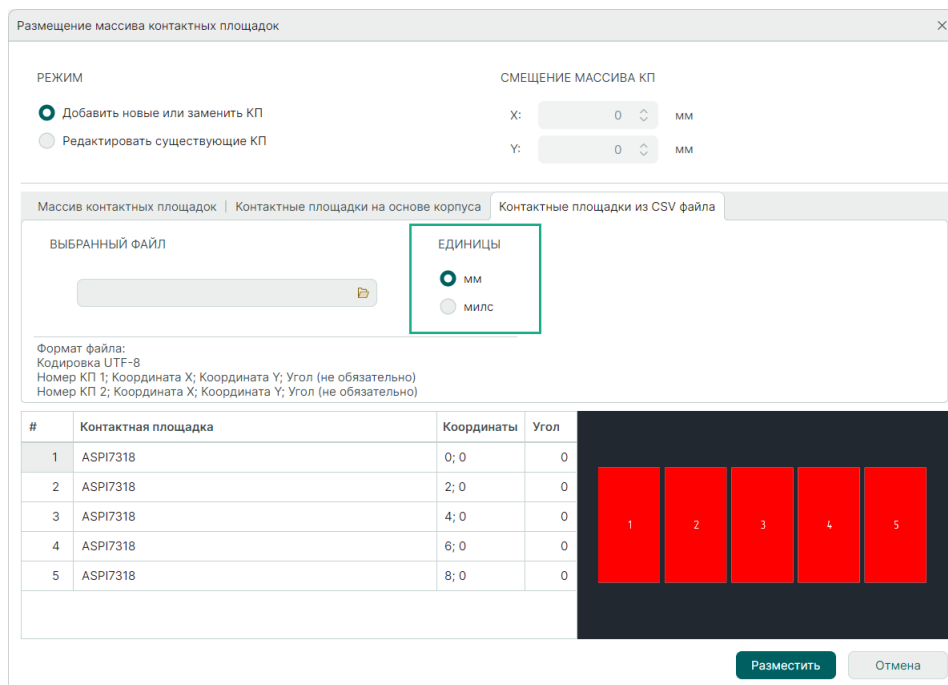 Размещение массива контактных площадок
РЕЖИМ
Добавить новые или заменить КП
Редактировать существующие КП
СМЕЩЕНИЕ МАССИВА КП
X: 0 мм
Y: 0 мм
Массив контактных площадок | Контактные площадки на основе корпуса Контактные площадки из CSV файла
ВЫБРАННЫЙ ФАЙЛ
ЕДИНИЦЫ
мм
милс
Формат файла:
Кодировка UTF-8
Номер КП 1; Координата X; Координата Y; Угол (не обязательно)
Номер КП 2; Координата X; Координата Y; Угол (не обязательно)
# Контактная площадка Координаты Угол
1 ASPI7318 0; 0 0
2 ASPI7318 2; 0 0
3 ASPI7318 4; 0 0
4 ASPI7318 6; 0 0
5 ASPI7318 8; 0 0
1 2 3 4 5
Разместить Отмена